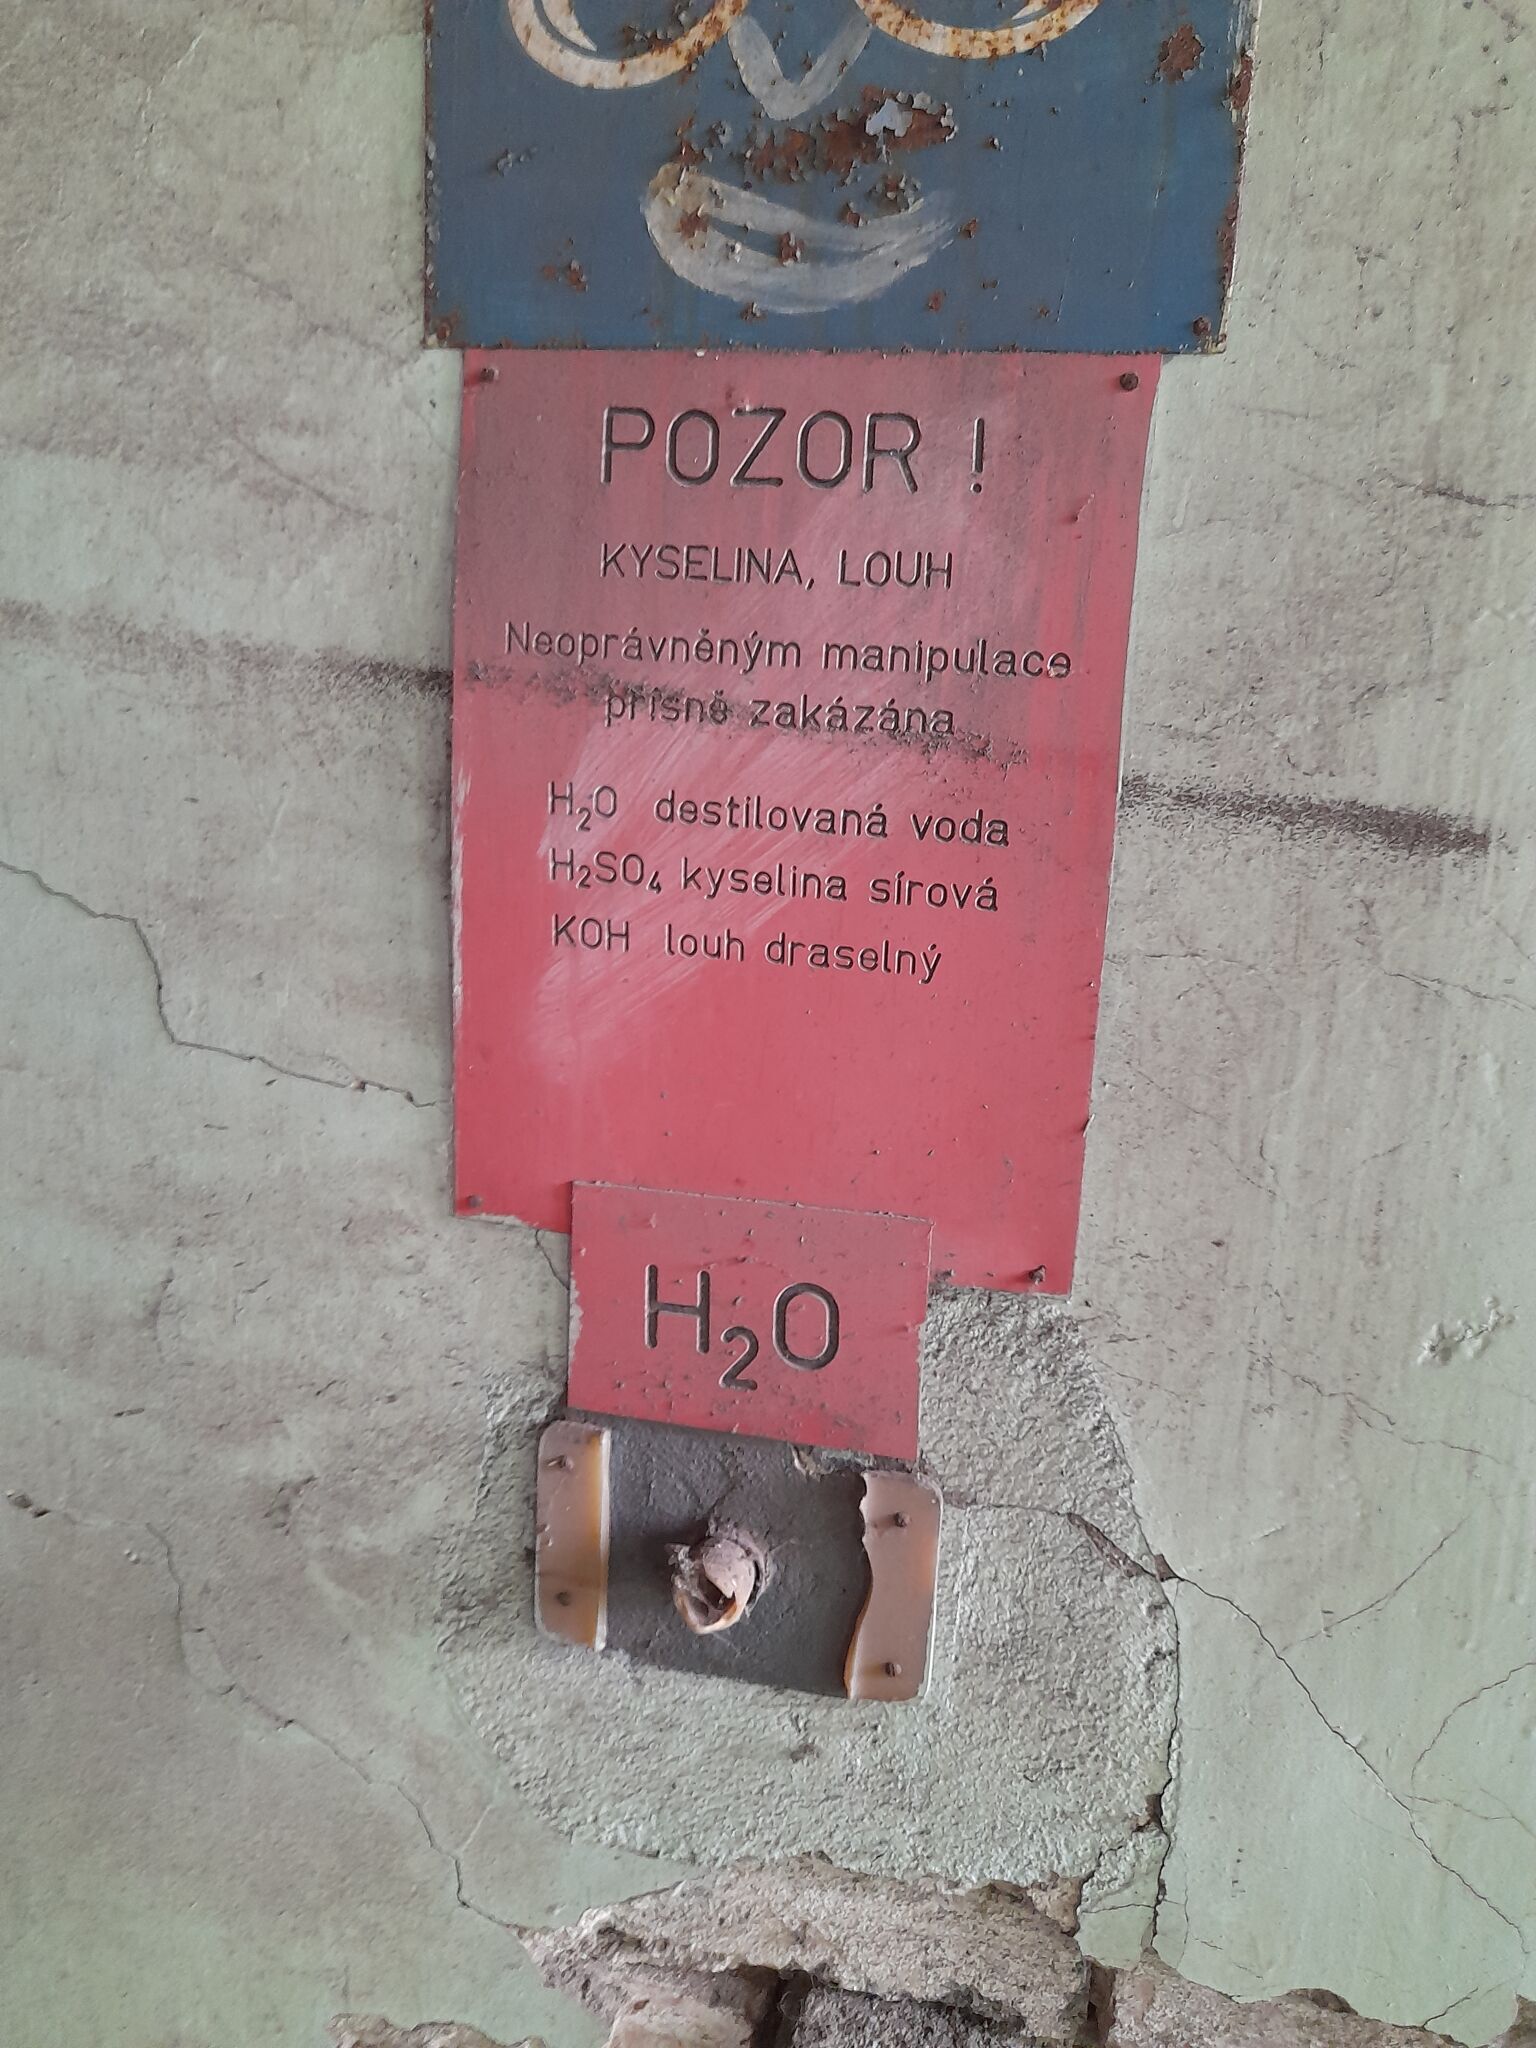 POZOR !
KYSELINA, LOUH
Neoprávněným manipulace
přísně zakázána
H₂O destilovaná voda
H₂SO₄ kyselina sírová
KOH louh draselný
H₂O